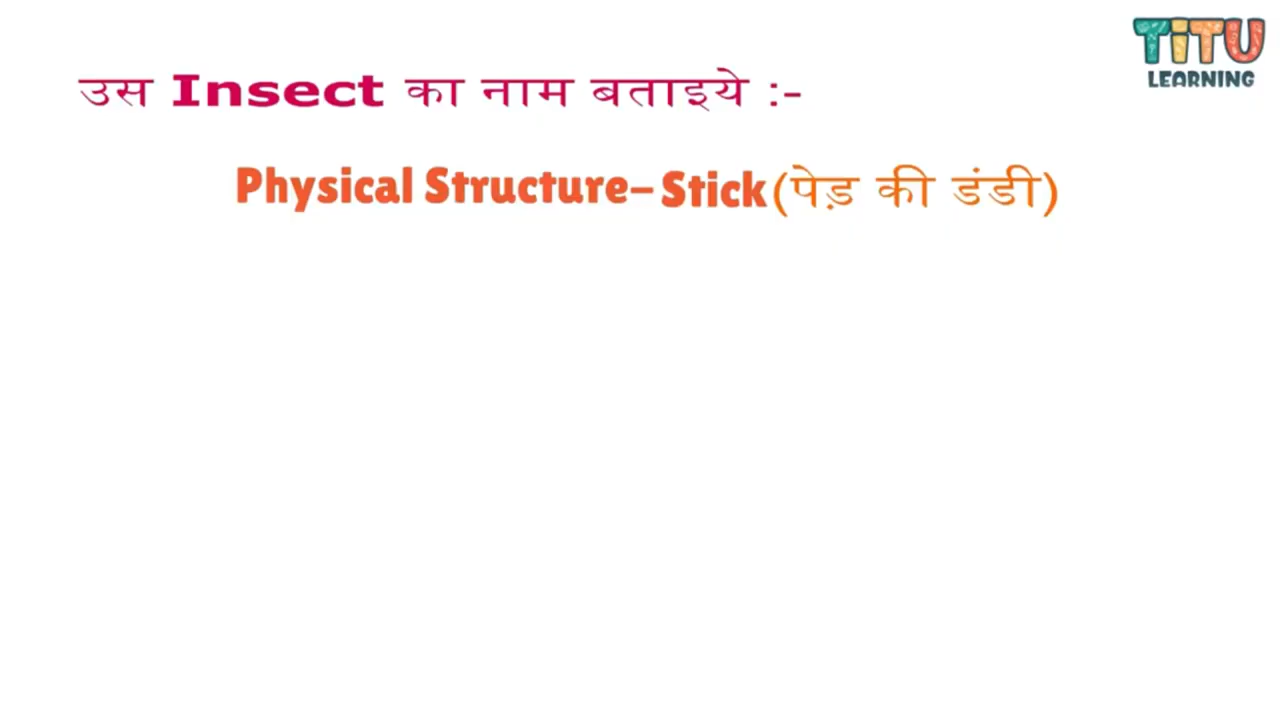 TiTU
LEARNING
उस Insect का नाम बताइये :-
Physical Structure- Stick (पेड़ की डंडी)